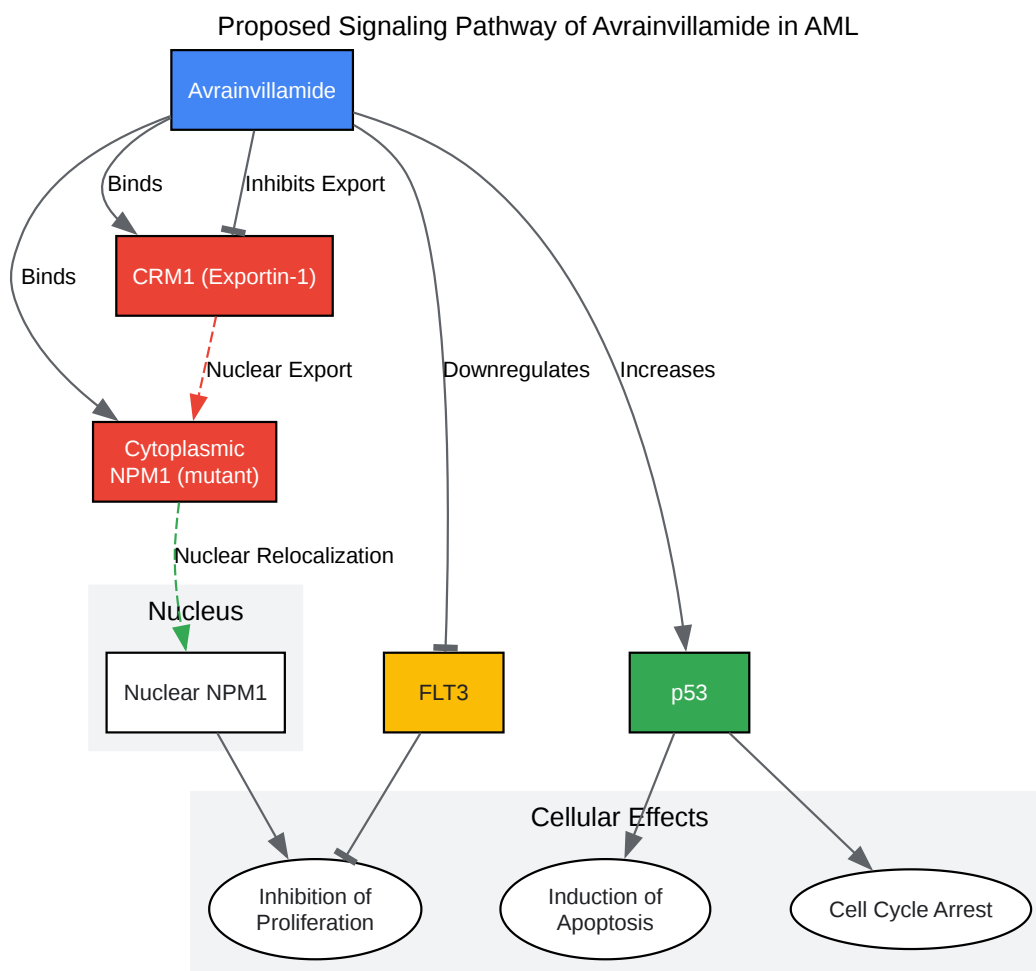 Proposed Signaling Pathway of Avrainvillamide in AML
Avrainvillamide
Binds
Inhibits Export
Binds
CRM1 (Exportin-1)
Nuclear Export
Downregulates
Increases
Cytoplasmic
NPM1 (mutant)
Nuclear Relocalization
Nucleus
Nuclear NPM1
FLT3
p53
Cellular Effects
Inhibition of
Proliferation
Induction of
Apoptosis
Cell Cycle Arrest